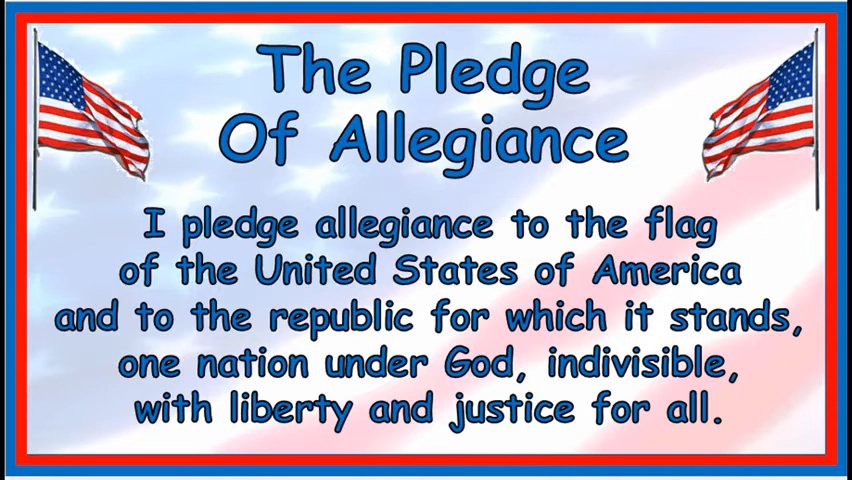 The Pledge
Of Allegiance
I pledge allegiance to the flag
of the United States of America
and to the republic for which it stands,
one nation under God, indivisible,
with liberty and justice for all.